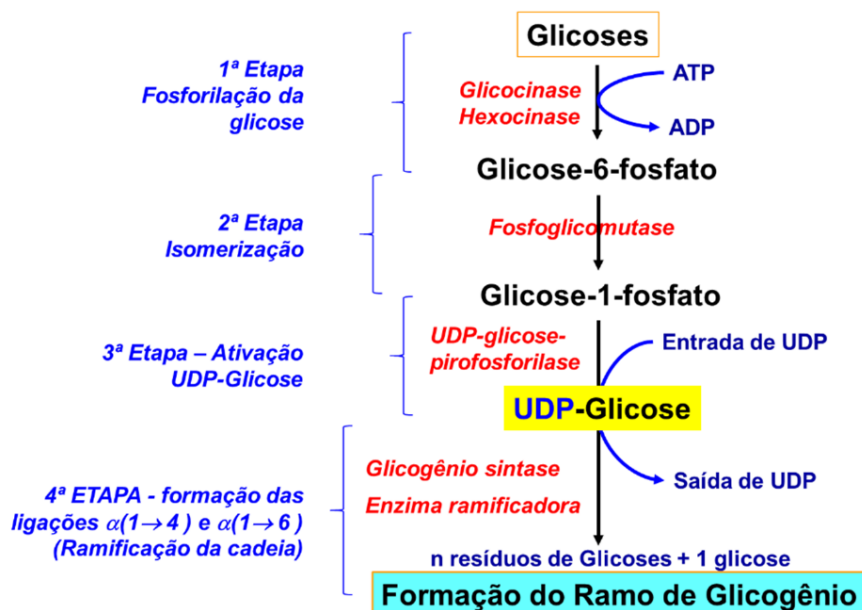 Glicoses
1ª Etapa
Fosforilação da
glicose
Glicocinase
Hexocinase
ATP
ADP
Glicose-6-fosfato
2ª Etapa
Isomerização
Fosfoglicomutase
Glicose-1-fosfato
3ª Etapa – Ativação
UDP-Glicose
UDP-glicose-
pirofosforilase
Entrada de UDP
UDP-Glicose
4ª ETAPA - formação das
ligações α(1→ 4 ) e α(1→ 6 )
(Ramificação da cadeia)
Glicogênio sintase
Enzima ramificadora
Saída de UDP
n resíduos de Glicoses + 1 glicose
Formação do Ramo de Glicogênio